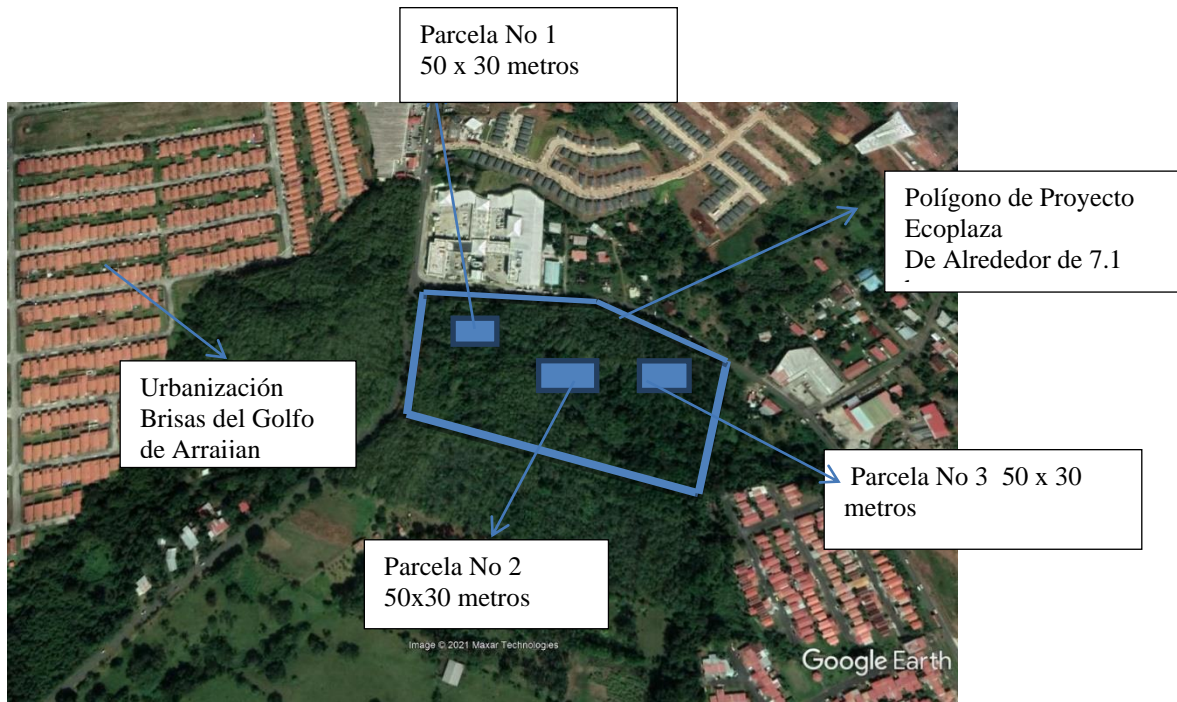 Parcela No 1
50 x 30 metros
Polígono de Proyecto
Ecoplaza
De Alrededor de 7.1
Urbanización
Brisas del Golfo
de Arraijan
Parcela No 3 50 x 30
metros
Parcela No 2
50x30 metros
Image © 2021 Maxar Technologies
Google Earth